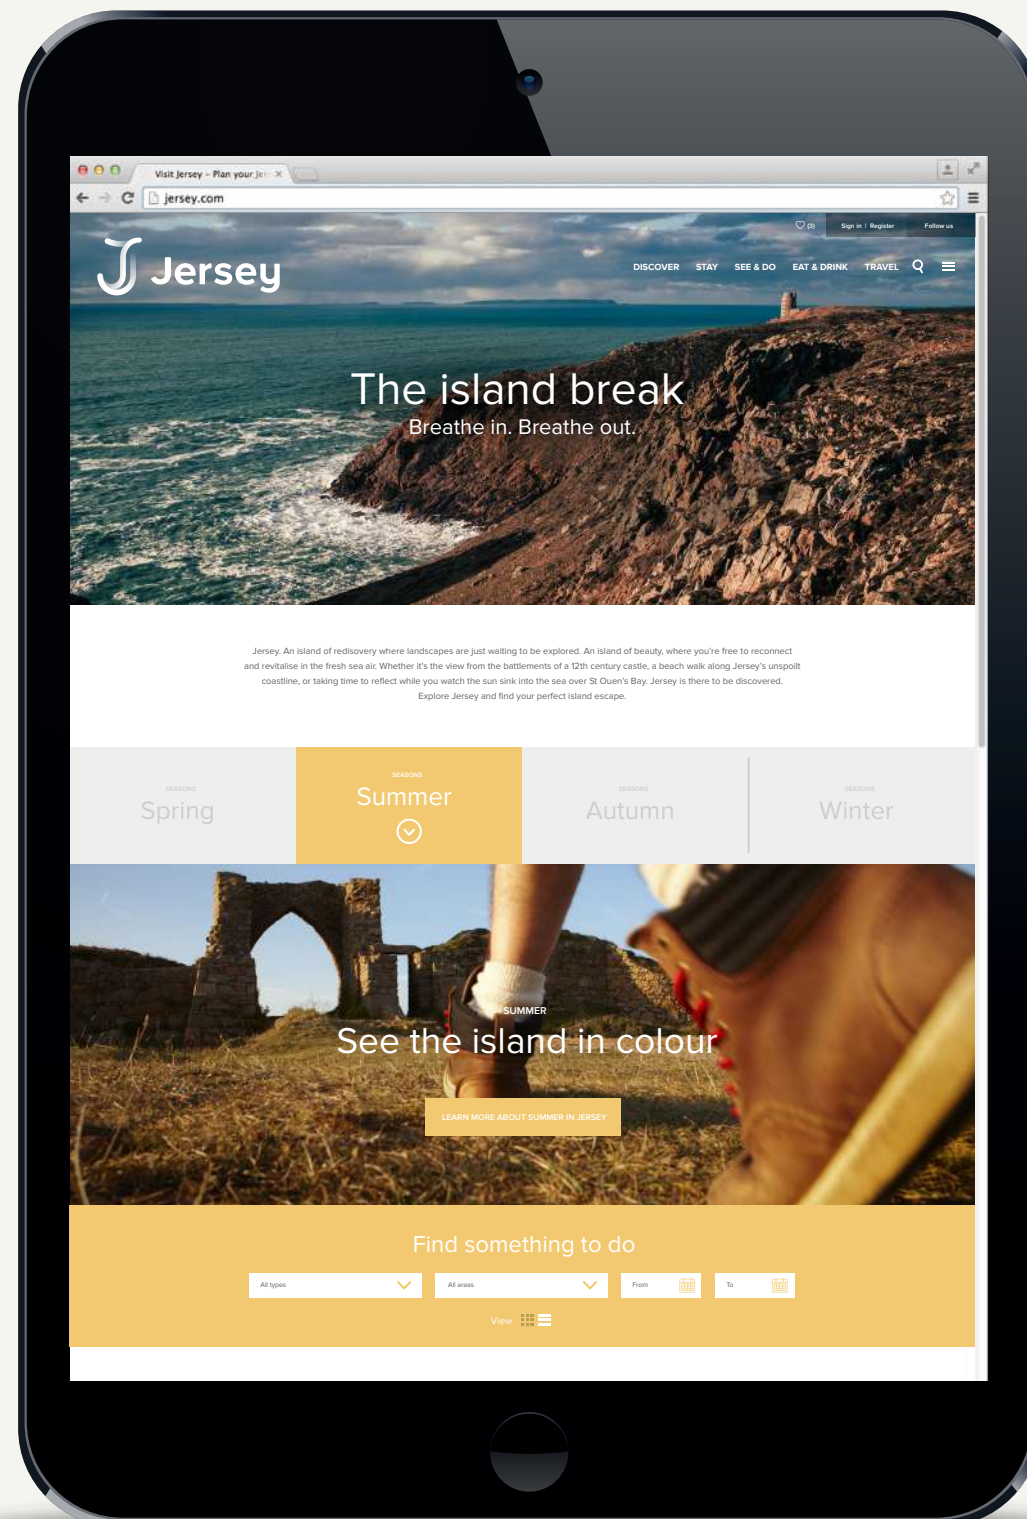 Visit Jersey – Plan your Jer
jersey.com
(3)
Sign in | Register
Follow us
Jersey
DISCOVER STAY SEE & DO EAT & DRINK TRAVEL
The island break
Breathe in. Breathe out.
Jersey. An island of rediscovery where landscapes are just waiting to be explored. An island of beauty, where you're free to reconnect
and revitalise in the fresh sea air. Whether it's the view from the battlements of a 12th century castle, a beach walk along Jersey's unspoilt
coastline, or taking time to reflect while you watch the sun sink into the sea over St Ouen's Bay. Jersey is there to be discovered.
Explore Jersey and find your perfect island escape.
SEASONS
Spring
SEASONS
Summer
SEASONS
Autumn
SEASONS
Winter
SUMMER
See the island in colour
LEARN MORE ABOUT SUMMER IN JERSEY
Find something to do
All types
All areas
From
To
View